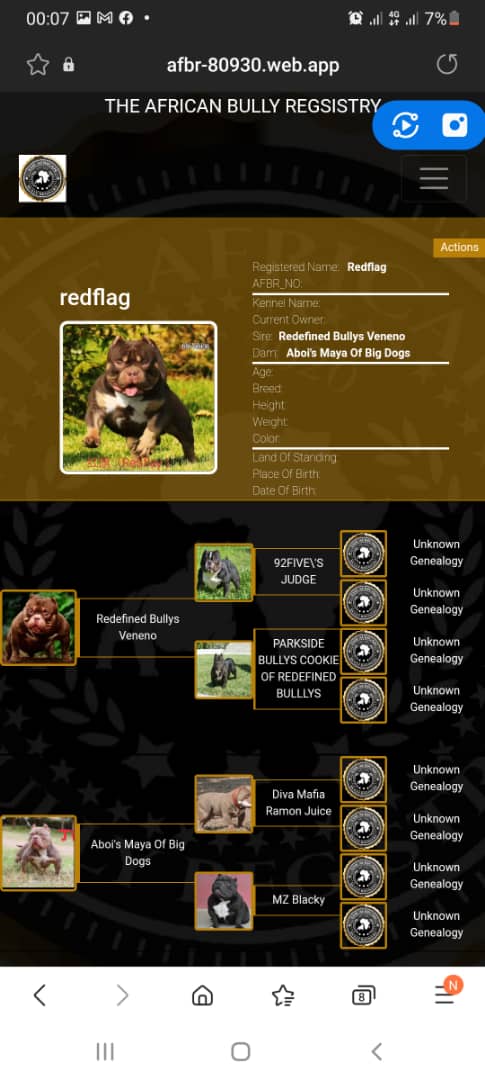 00:07
4G
7%
afbr-80930.web.app
THE AFRICAN BULLY REGSISTRY
Actions
redflag
Registered Name: Redflag
AFBR_NO:
Kennel Name:
Current Owner:
Sire: Redefined Bullys Veneno
Dam: Aboi's Maya Of Big Dogs
Age:
Breed:
Height:
Weight:
Color:
Land Of Standing:
Place Of Birth:
Date Of Birth:
Redefined Bullys
Veneno
92FIVE\'S
JUDGE
PARKSIDE
BULLYS COOKIE
OF REDEFINED
BULLLYS
Unknown
Genealogy
Unknown
Genealogy
Unknown
Genealogy
Unknown
Genealogy
Aboi's Maya Of Big
Dogs
Diva Mafia
Ramon Juice
MZ Blacky
Unknown
Genealogy
Unknown
Genealogy
Unknown
Genealogy
Unknown
Genealogy
8
N